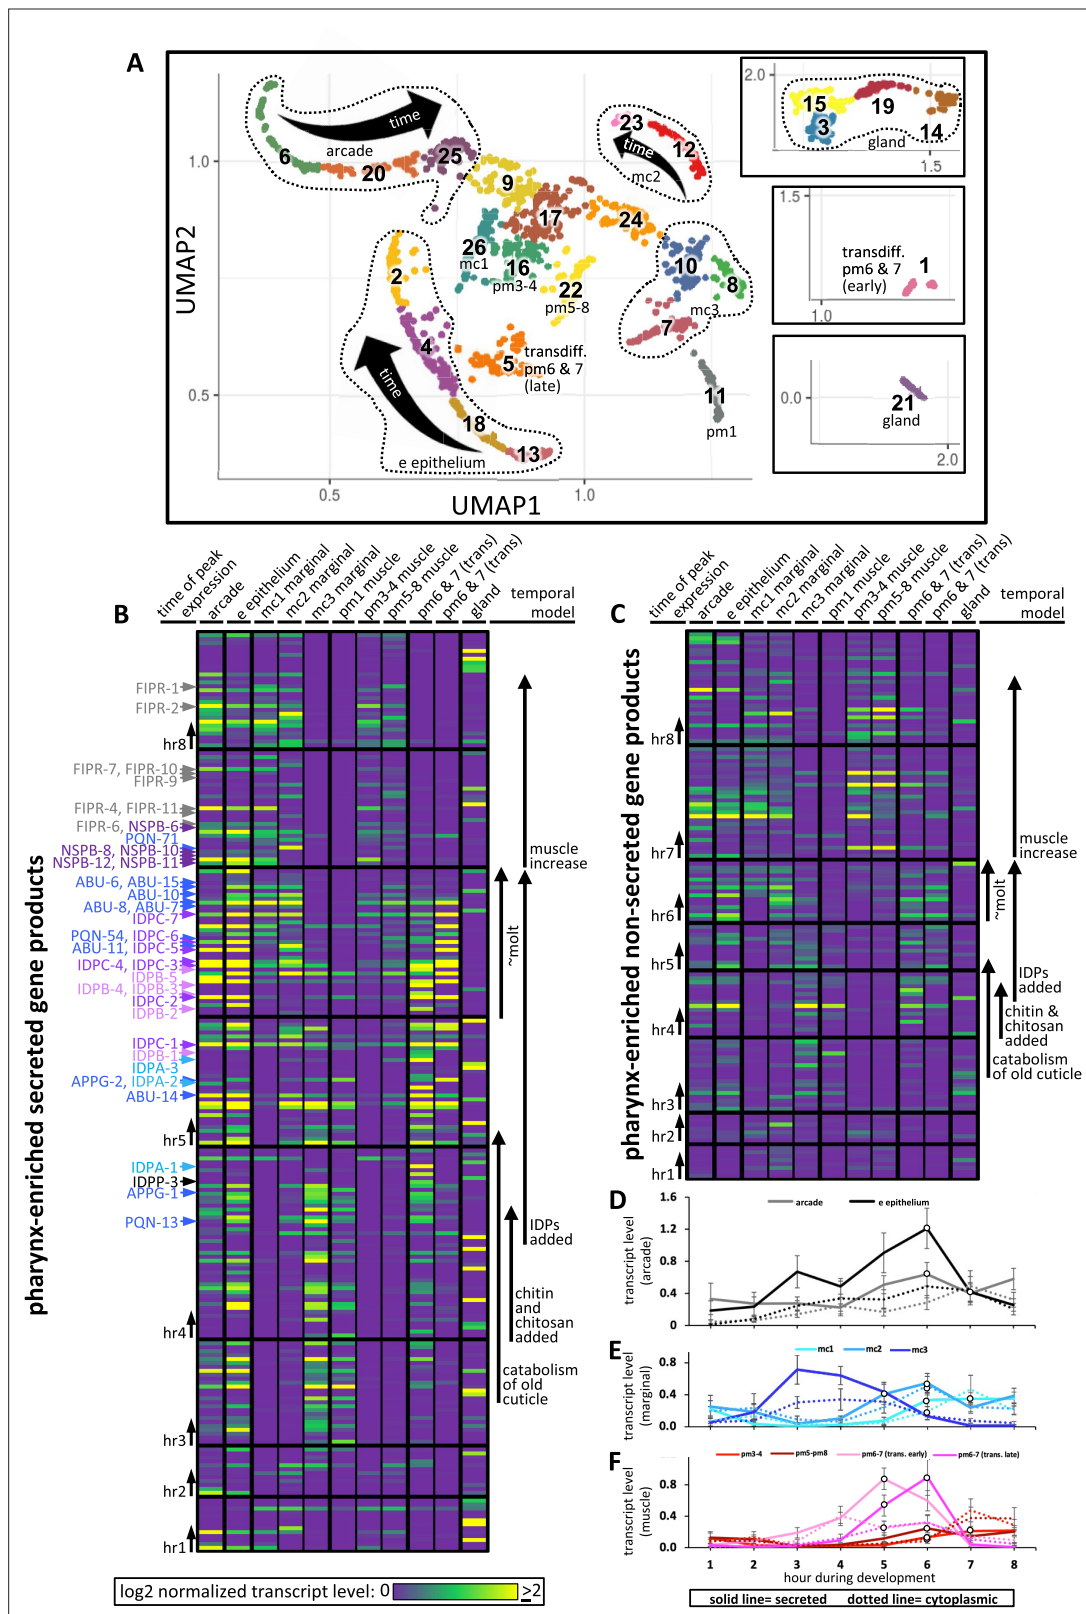 A
UMAP2
UMAP1
1.0
0.5
0.5
1.0
6
20
25
arcade
time
9
17
26
mc1
16
pm3-4
22
pm5-8
24
23
12
time
mc2
10
8
7
mc3
11
pm1
2
4
18
13
time
e epithelium
5
transdiff.
pm6 & 7
(late)
2.0
15
3
19
14
gland
1.5
1.5
transdiff.
pm6 & 7
(early)
1
1.0
0.0
21
gland
2.0
B
time of peak
expression
arcade
e epithelium
mc1 marginal
mc2 marginal
mc3 marginal
pm1 muscle
pm3-4 muscle
pm5-8 muscle
pm6 & 7 (trans)
pm6 & 7 (trans)
gland
temporal
model
pharynx-enriched secreted gene products
FIPR-1
FIPR-2
hr8
FIPR-7, FIPR-10
FIPR-9
FIPR-4, FIPR-11
FIPR-6, NSPB-6
PQN-71
NSPB-8, NSPB-10
NSPB-12, NSPB-11
ABU-6, ABU-15
ABU-10
ABU-8, ABU-7
IDPC-7
PQN-54, IDPC-6
ABU-11, IDPC-5
IDPC-4, IDPC-3
IDPB-5
IDPB-4, IDPB-3
IDPC-2
IDPB-2
IDPC-1
IDPB-1
IDPA-3
APPG-2, IDPA-2
ABU-14
hr5
IDPA-1
IDPP-3
APPG-1
PQN-13
hr4
hr3
hr2
hr1
muscle
increase
~molt
IDPs
added
chitin
and
chitosan
added
catabolism
of old
cuticle
log2 normalized transcript level: 0
≥2
C
time of peak
expression
arcade
e epithelium
mc1 marginal
mc2 marginal
mc3 marginal
pm1 muscle
pm3-4 muscle
pm5-8 muscle
pm6 & 7 (trans)
pm6 & 7 (trans)
gland
temporal
model
pharynx-enriched non-secreted gene products
hr8
hr7
hr6
hr5
hr4
hr3
hr2
hr1
muscle
increase
~molt
IDPs
added
chitin &
chitosan
added
catabolism
of old cuticle
D
arcade
e epithelium
transcript level
(arcade)
1.6
1.2
0.8
0.4
0
E
mc1
mc2
mc3
transcript level
(marginal)
0.8
0.4
0.0
F
pm3-4
pm5-pm8
pm6-7 (trans. early)
pm6-7 (trans. late)
transcript level
(muscle)
0.8
0.4
0.0
1 2 3 4 5 6 7 8
hour during development
solid line= secreted dotted line= cytoplasmic